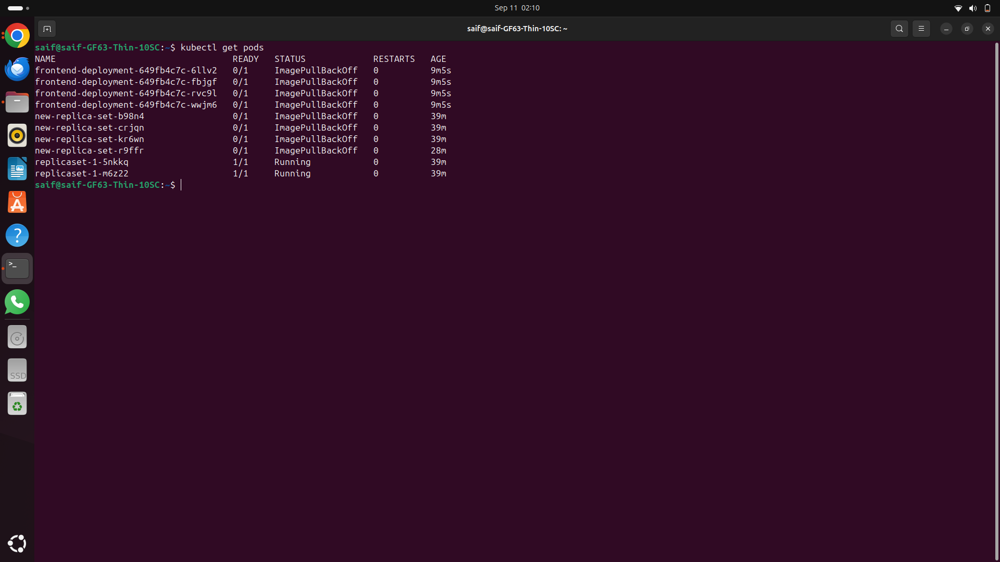 Sep 11 02:10
saif@saif-GF63-Thin-10SC: ~
saif@saif-GF63-Thin-10SC:~$ kubectl get pods
NAME READY STATUS RESTARTS AGE
frontend-deployment-649fb4c7c-6llv2 0/1 ImagePullBackOff 0 9m5s
frontend-deployment-649fb4c7c-fbjgf 0/1 ImagePullBackOff 0 9m5s
frontend-deployment-649fb4c7c-rvc9l 0/1 ImagePullBackOff 0 9m5s
frontend-deployment-649fb4c7c-wwjm6 0/1 ImagePullBackOff 0 9m5s
new-replica-set-b98n4 0/1 ImagePullBackOff 0 39m
new-replica-set-crjqn 0/1 ImagePullBackOff 0 39m
new-replica-set-kr6wn 0/1 ImagePullBackOff 0 39m
new-replica-set-r9ffr 0/1 ImagePullBackOff 0 28m
replicaset-1-5nkkq 1/1 Running 0 39m
replicaset-1-m6z22 1/1 Running 0 39m
saif@saif-GF63-Thin-10SC:~$
SSD